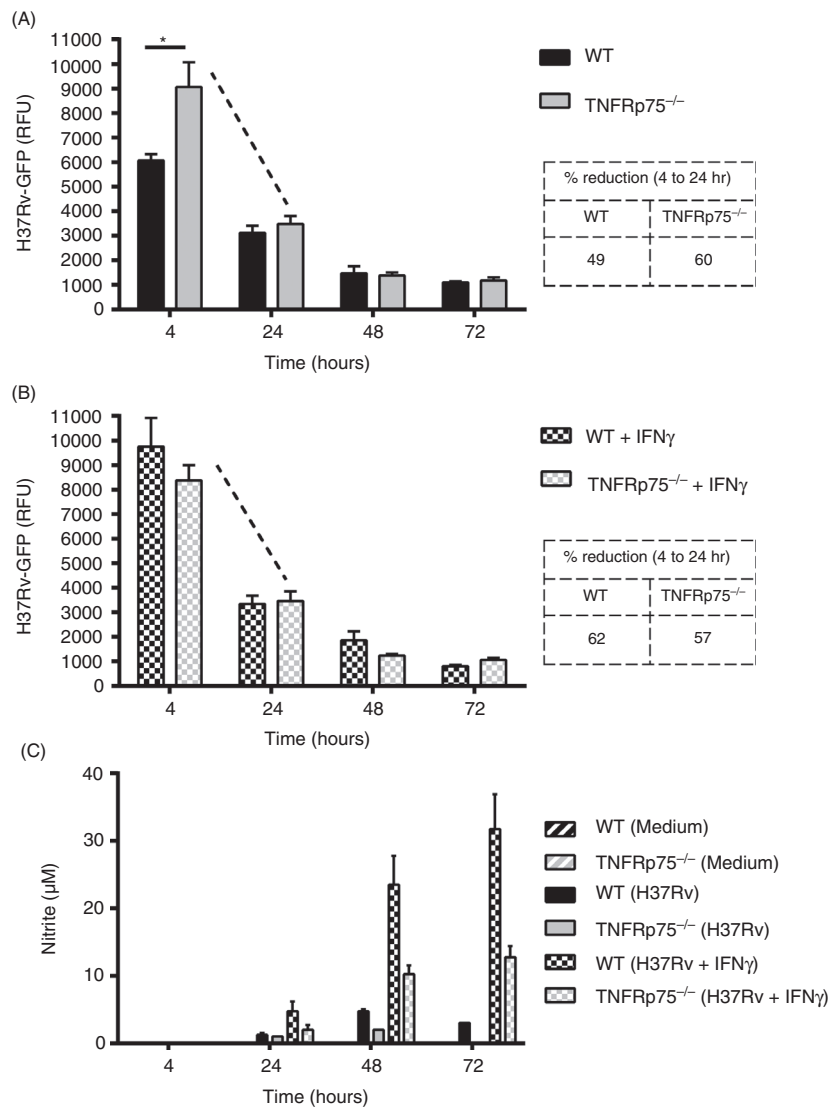 (A)
11000
10000
9000
8000
7000
6000
5000
4000
3000
2000
1000
0
H37Rv-GFP (RFU)
*
4
24
48
72
Time (hours)
WT
TNFRp75–/–
% reduction (4 to 24 hr)
WT TNFRp75–/–
49 60
(B)
11000
10000
9000
8000
7000
6000
5000
4000
3000
2000
1000
0
H37Rv-GFP (RFU)
4
24
48
72
Time (hours)
WT + IFNγ
TNFRp75–/– + IFNγ
% reduction (4 to 24 hr)
WT TNFRp75–/–
62 57
(C)
40
30
20
10
0
Nitrite (µM)
4
24
48
72
Time (hours)
WT (Medium)
TNFRp75–/– (Medium)
WT (H37Rv)
TNFRp75–/– (H37Rv)
WT (H37Rv + IFNγ)
TNFRp75–/– (H37Rv + IFNγ)